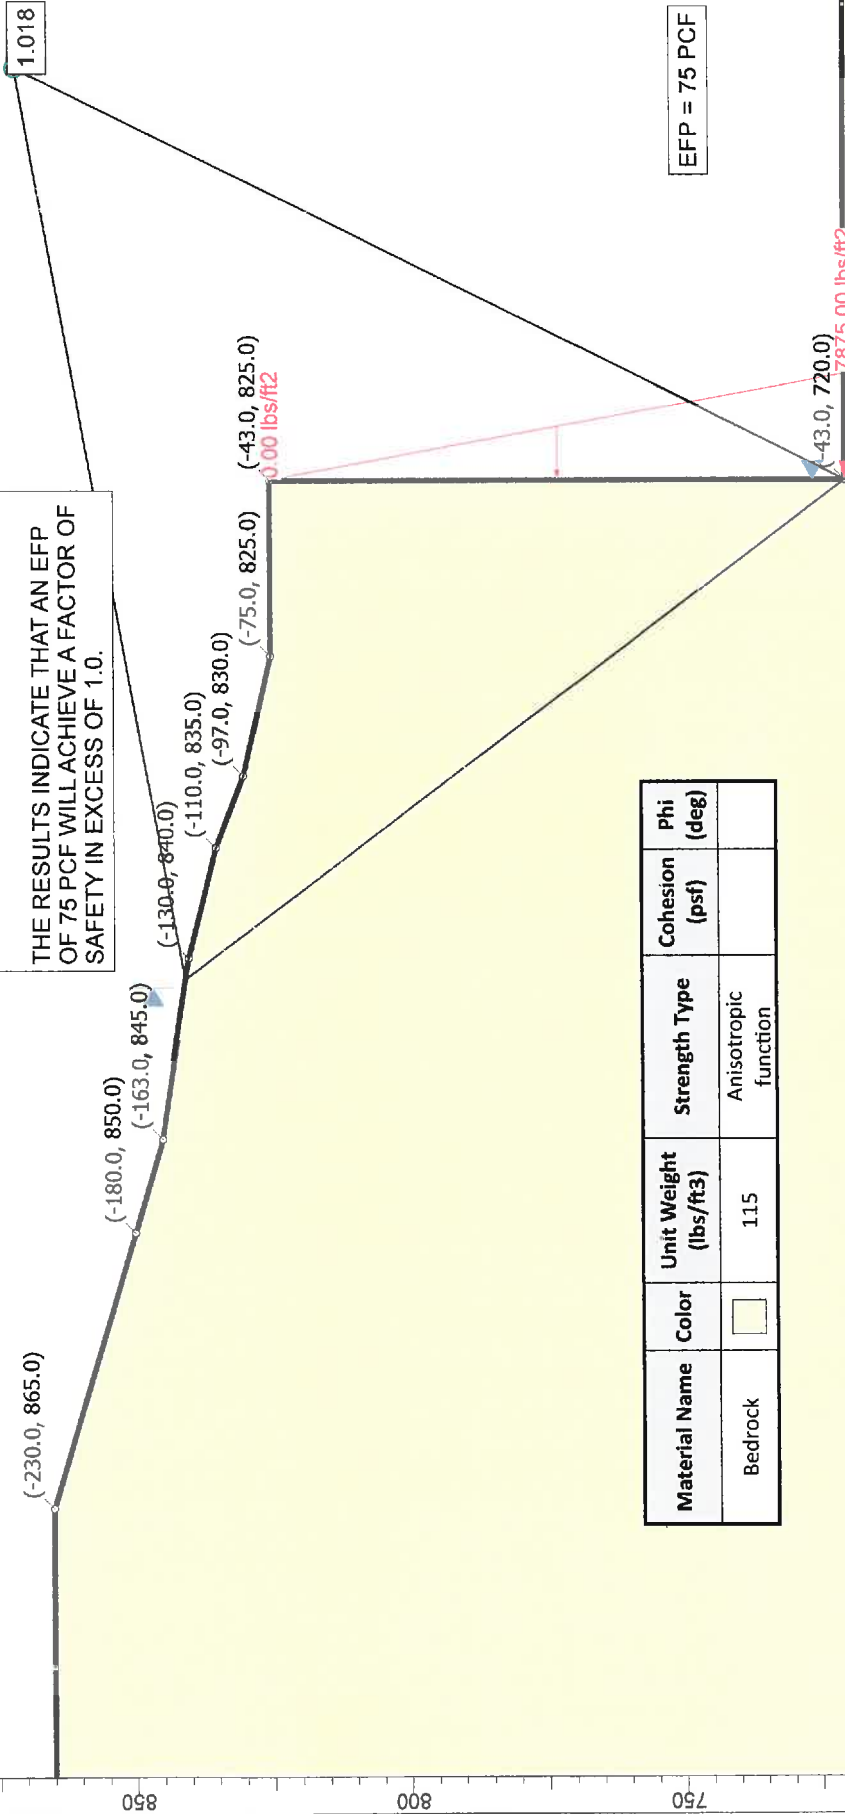 1.018
THE RESULTS INDICATE THAT AN EFP
OF 75 PCF WILL ACHIEVE A FACTOR OF
SAFETY IN EXCESS OF 1.0.
EFP = 75 PCF
(-230.0, 865.0)
(-180.0, 850.0)
(-163.0, 845.0)
(-130.0, 840.0)
(-110.0, 835.0)
(-97.0, 830.0)
(-75.0, 825.0)
(-43.0, 825.0)
0.00 lbs/ft2
(-43.0, 720.0)
7875.00 lbs/ft2
Material Name Color Unit Weight (lbs/ft3) Strength Type Cohesion (psf) Phi (deg)
Bedrock 115 Anisotropic function
850
800
750